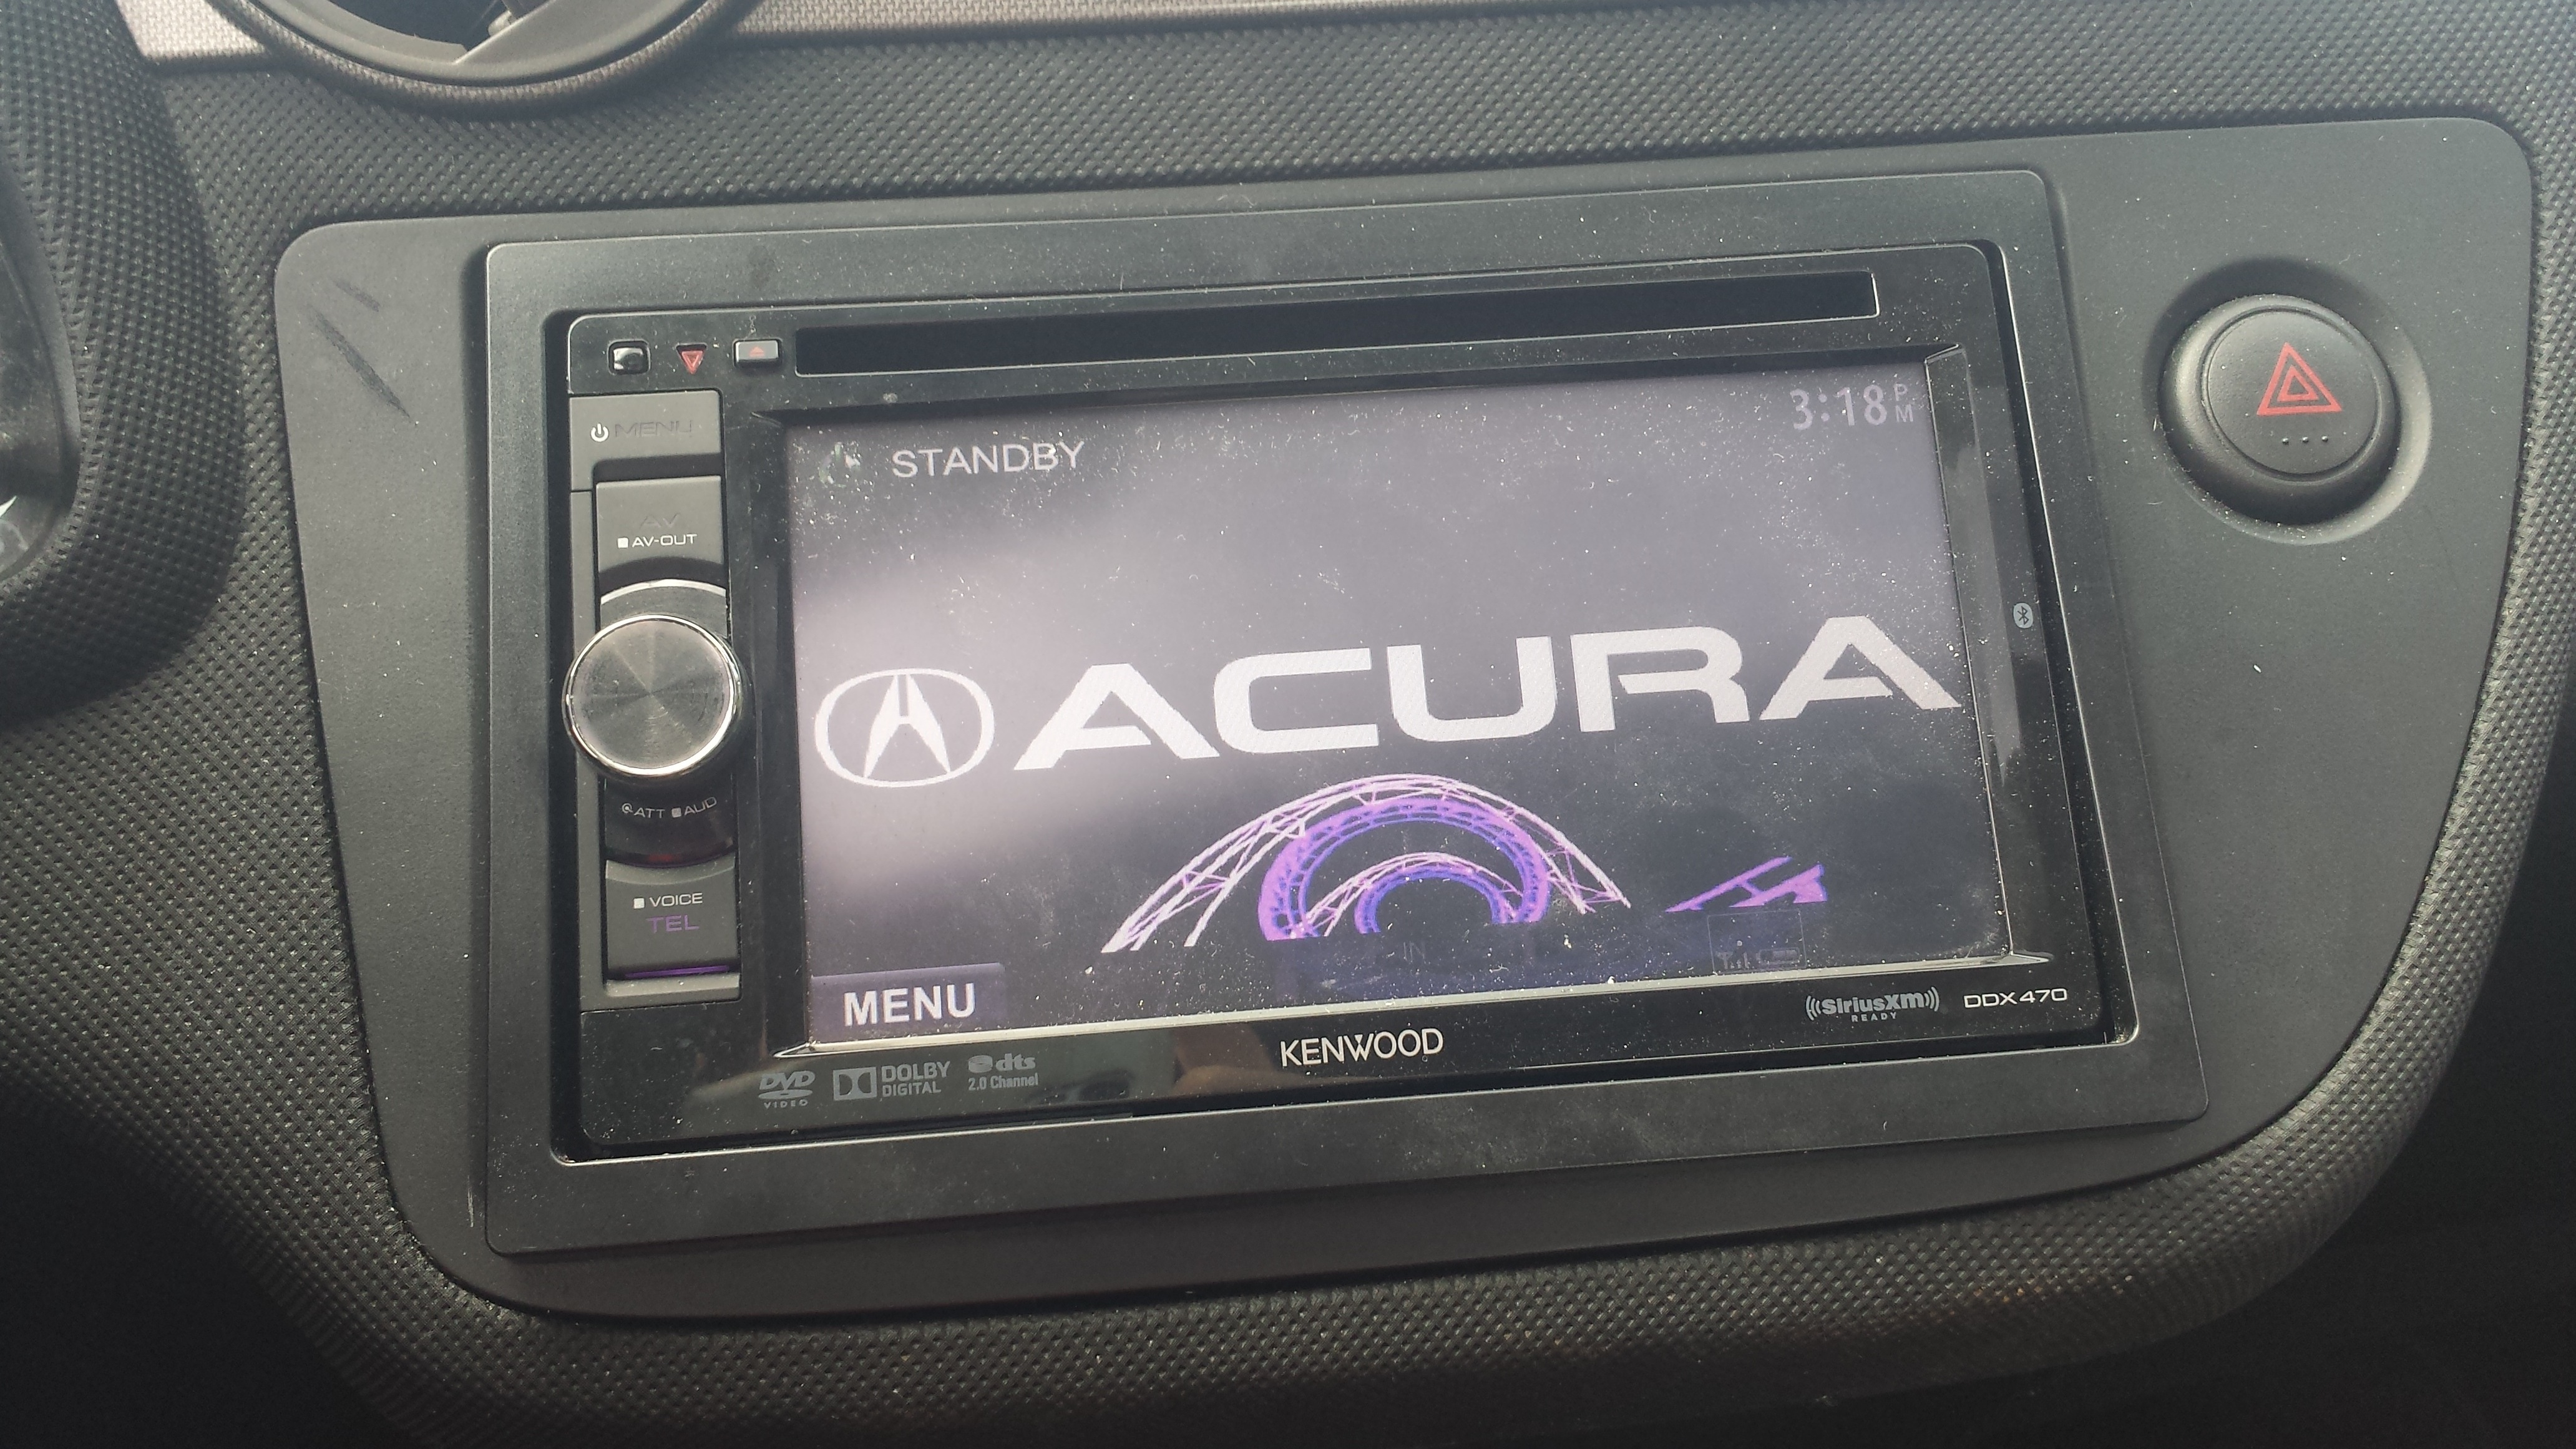 MENU
AV
AV-OUT
ATT AUD
VOICE
TEL
STANDBY
3:18 PM
ACURA
IN
MENU
SiriusXM
READY
DDX470
KENWOOD
DVD
VIDEO
DOLBY
DIGITAL
dts
2.0 Channel